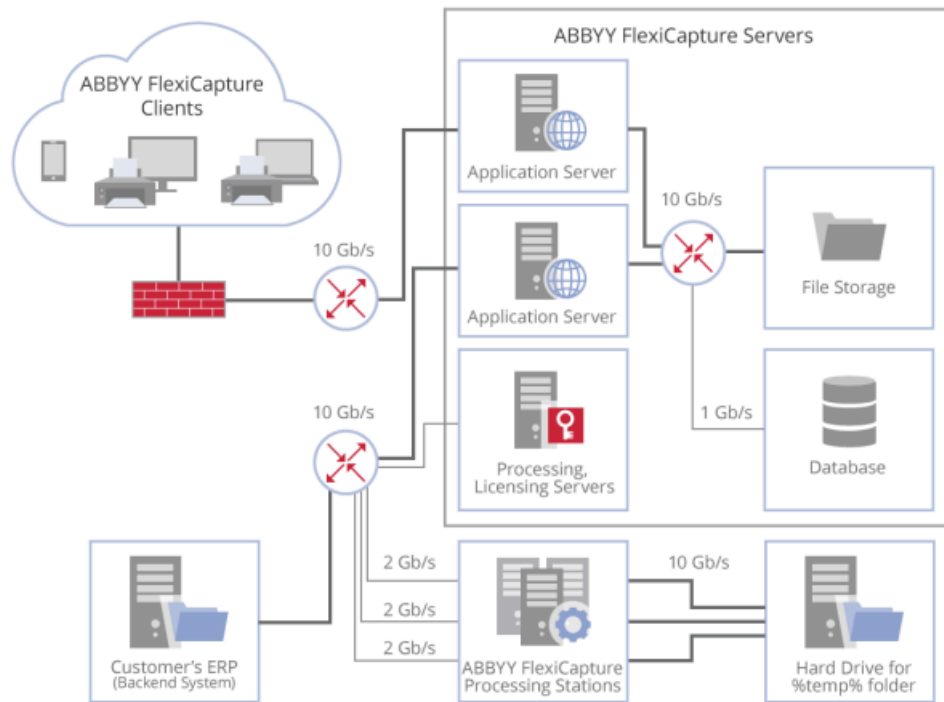 ABBYY FlexiCapture Servers
ABBYY FlexiCapture
Clients
Application Server
10 Gb/s
10 Gb/s
File Storage
Application Server
10 Gb/s
1 Gb/s
Processing,
Licensing Servers
Database
2 Gb/s
10 Gb/s
2 Gb/s
2 Gb/s
Customer's ERP
(Backend System)
ABBYY FlexiCapture
Processing Stations
Hard Drive for
%temp% folder